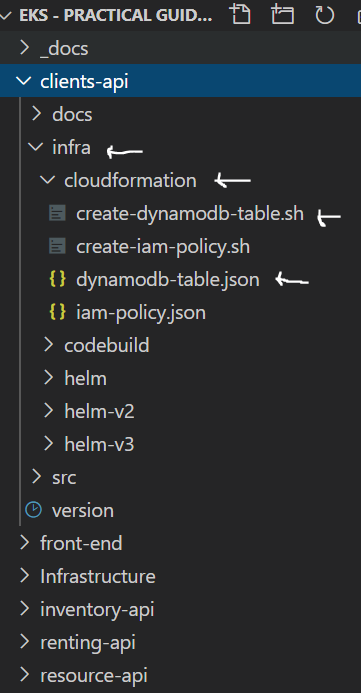 EKS - PRACTICAL GUID...
_docs
clients-api
docs
infra
cloudformation
create-dynamodb-table.sh
create-iam-policy.sh
{} dynamodb-table.json
{} iam-policy.json
codebuild
helm
helm-v2
helm-v3
src
version
front-end
Infrastructure
inventory-api
renting-api
resource-api